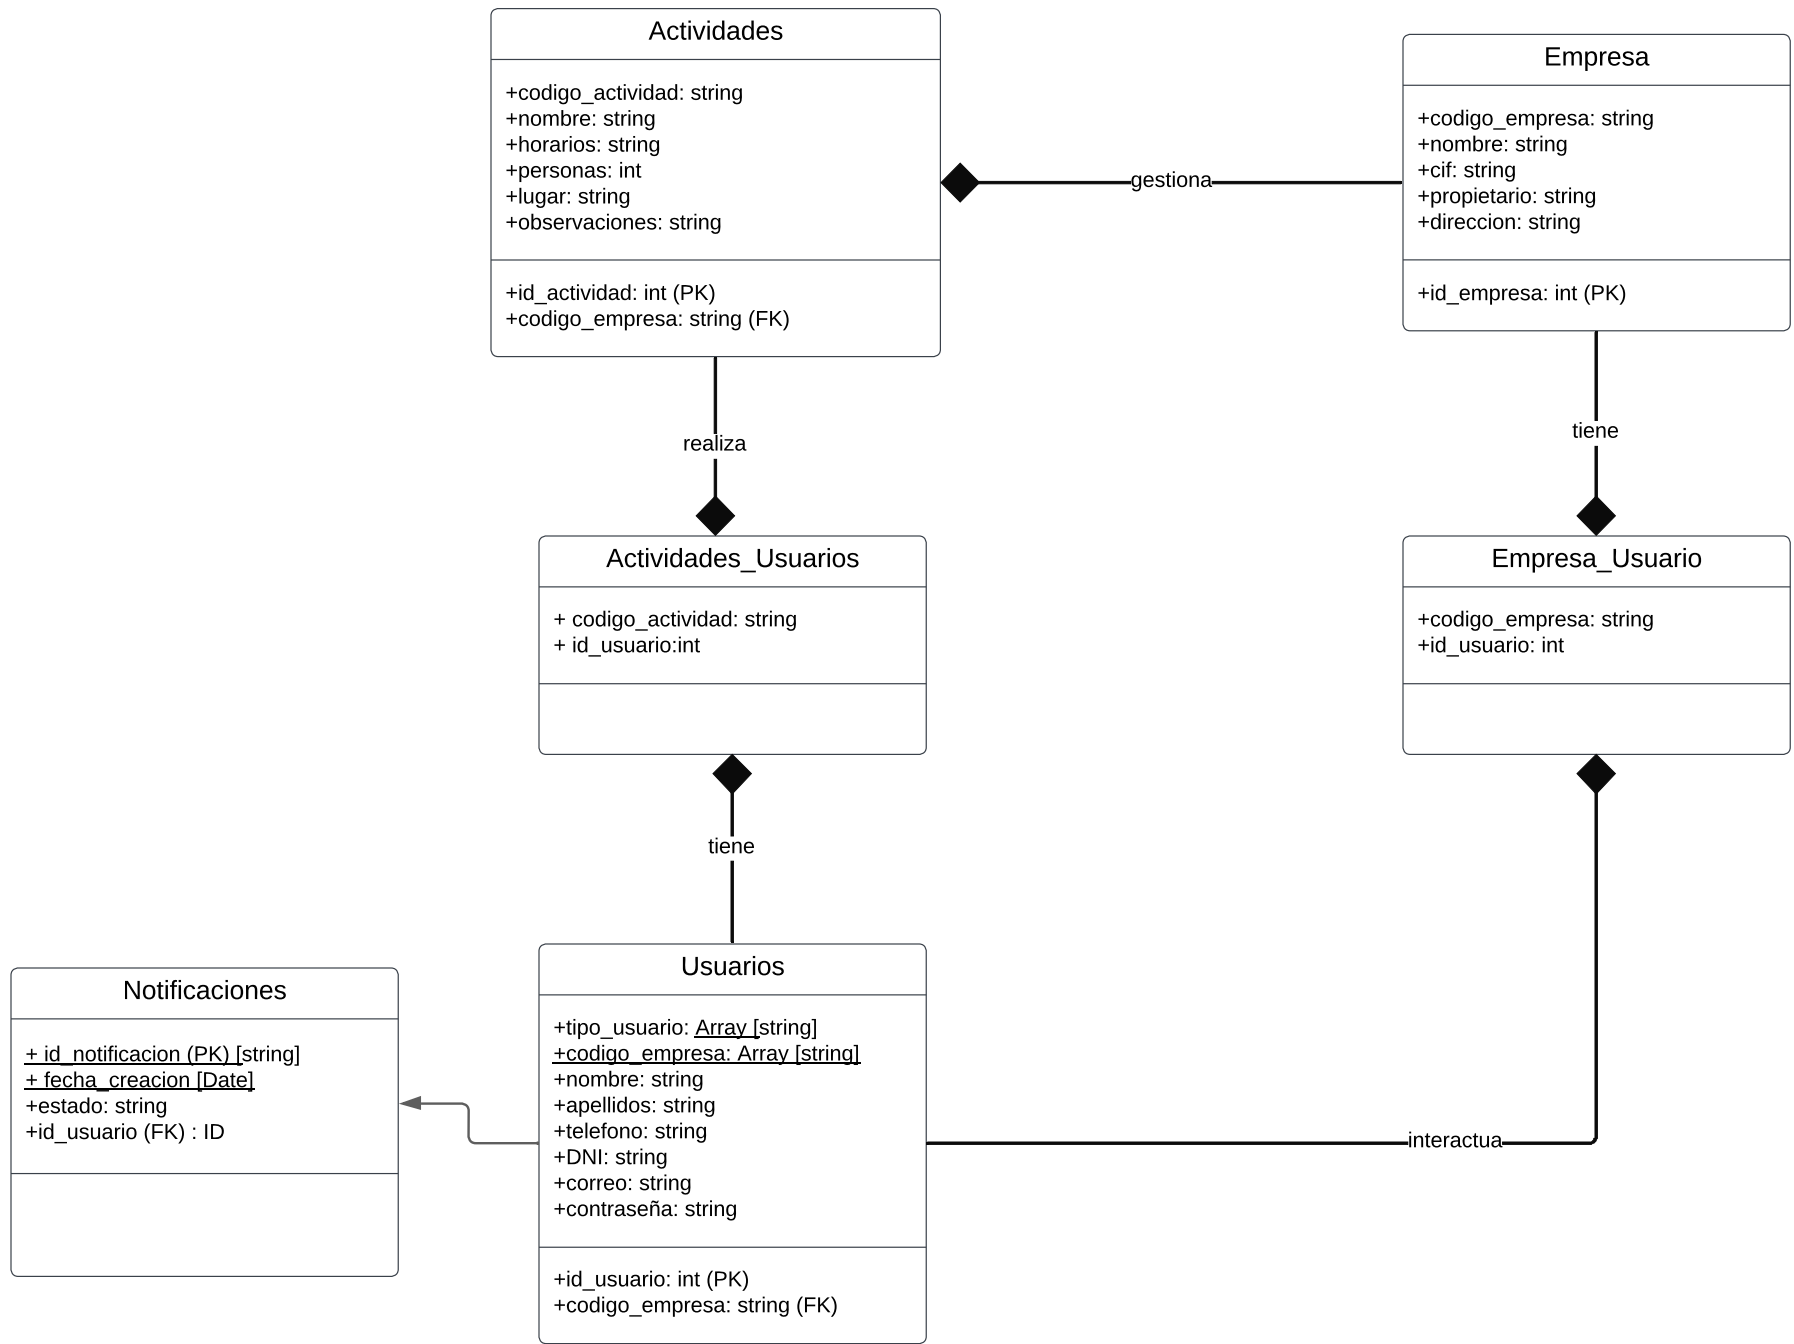 Actividades
+codigo_actividad: string
+nombre: string
+horarios: string
+personas: int
+lugar: string
+observaciones: string
+id_actividad: int (PK)
+codigo_empresa: string (FK)
gestiona
Empresa
+codigo_empresa: string
+nombre: string
+cif: string
+propietario: string
+direccion: string
+id_empresa: int (PK)
realiza
tiene
Actividades_Usuarios
+ codigo_actividad: string
+ id_usuario:int
Empresa_Usuario
+codigo_empresa: string
+id_usuario: int
tiene
Notificaciones
+ id_notificacion (PK) [string]
+ fecha_creacion [Date]
+estado: string
+id_usuario (FK) : ID
Usuarios
+tipo_usuario: Array [string]
+codigo_empresa: Array [string]
+nombre: string
+apellidos: string
+telefono: string
+DNI: string
+correo: string
+contraseña: string
+id_usuario: int (PK)
+codigo_empresa: string (FK)
interactua